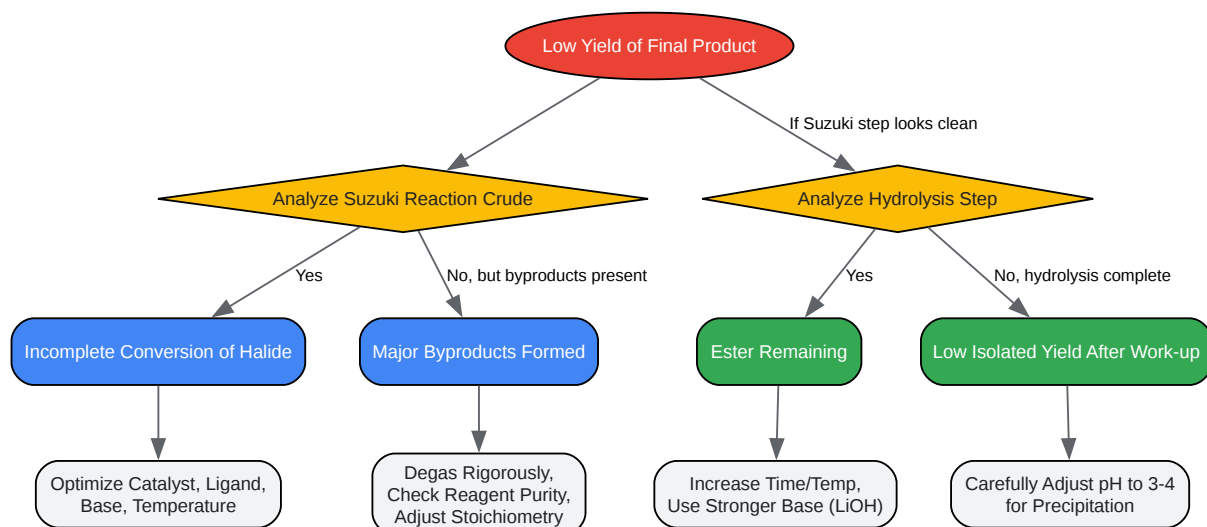 Low Yield of Final Product
If Suzuki step looks clean
Analyze Suzuki Reaction Crude
Analyze Hydrolysis Step
Yes
No, but byproducts present
Yes
No, hydrolysis complete
Incomplete Conversion of Halide
Major Byproducts Formed
Ester Remaining
Low Isolated Yield After Work-up
Optimize Catalyst, Ligand,
Base, Temperature
Degas Rigorously,
Check Reagent Purity,
Adjust Stoichiometry
Increase Time/Temp,
Use Stronger Base (LiOH)
Carefully Adjust pH to 3-4
for Precipitation